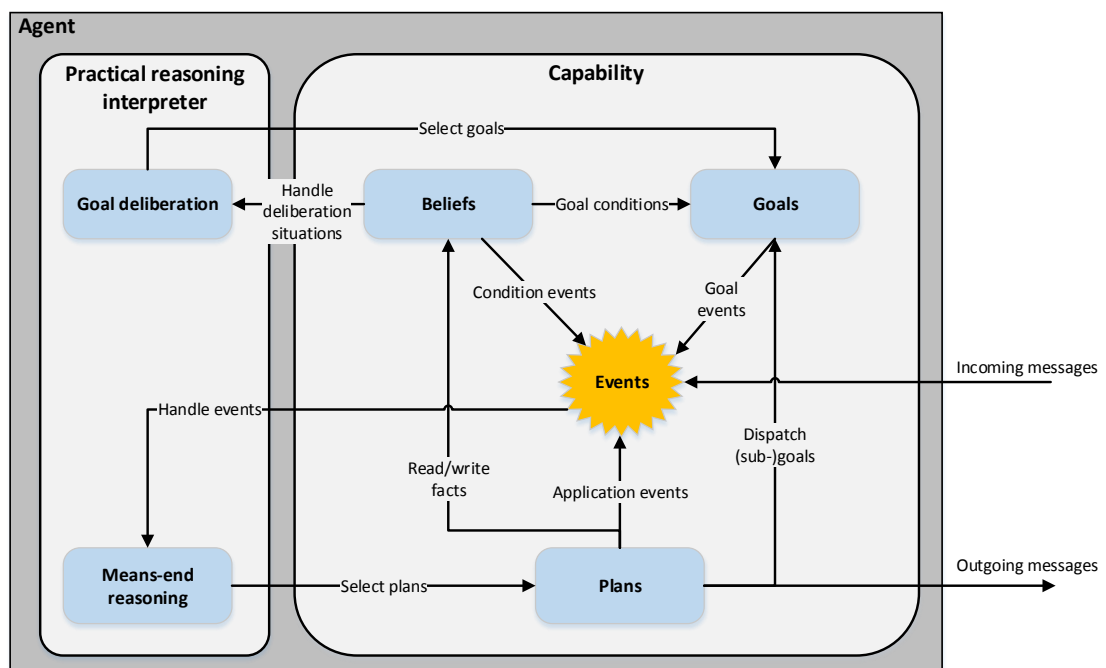 Agent
Practical reasoning
interpreter
Capability
Select goals
Goal deliberation
Handle
deliberation
situations
Beliefs
Goal conditions
Goals
Condition events
Goal
events
Incoming messages
Events
Handle events
Dispatch
(sub-)goals
Read/write
facts
Application events
Means-end
reasoning
Select plans
Plans
Outgoing messages